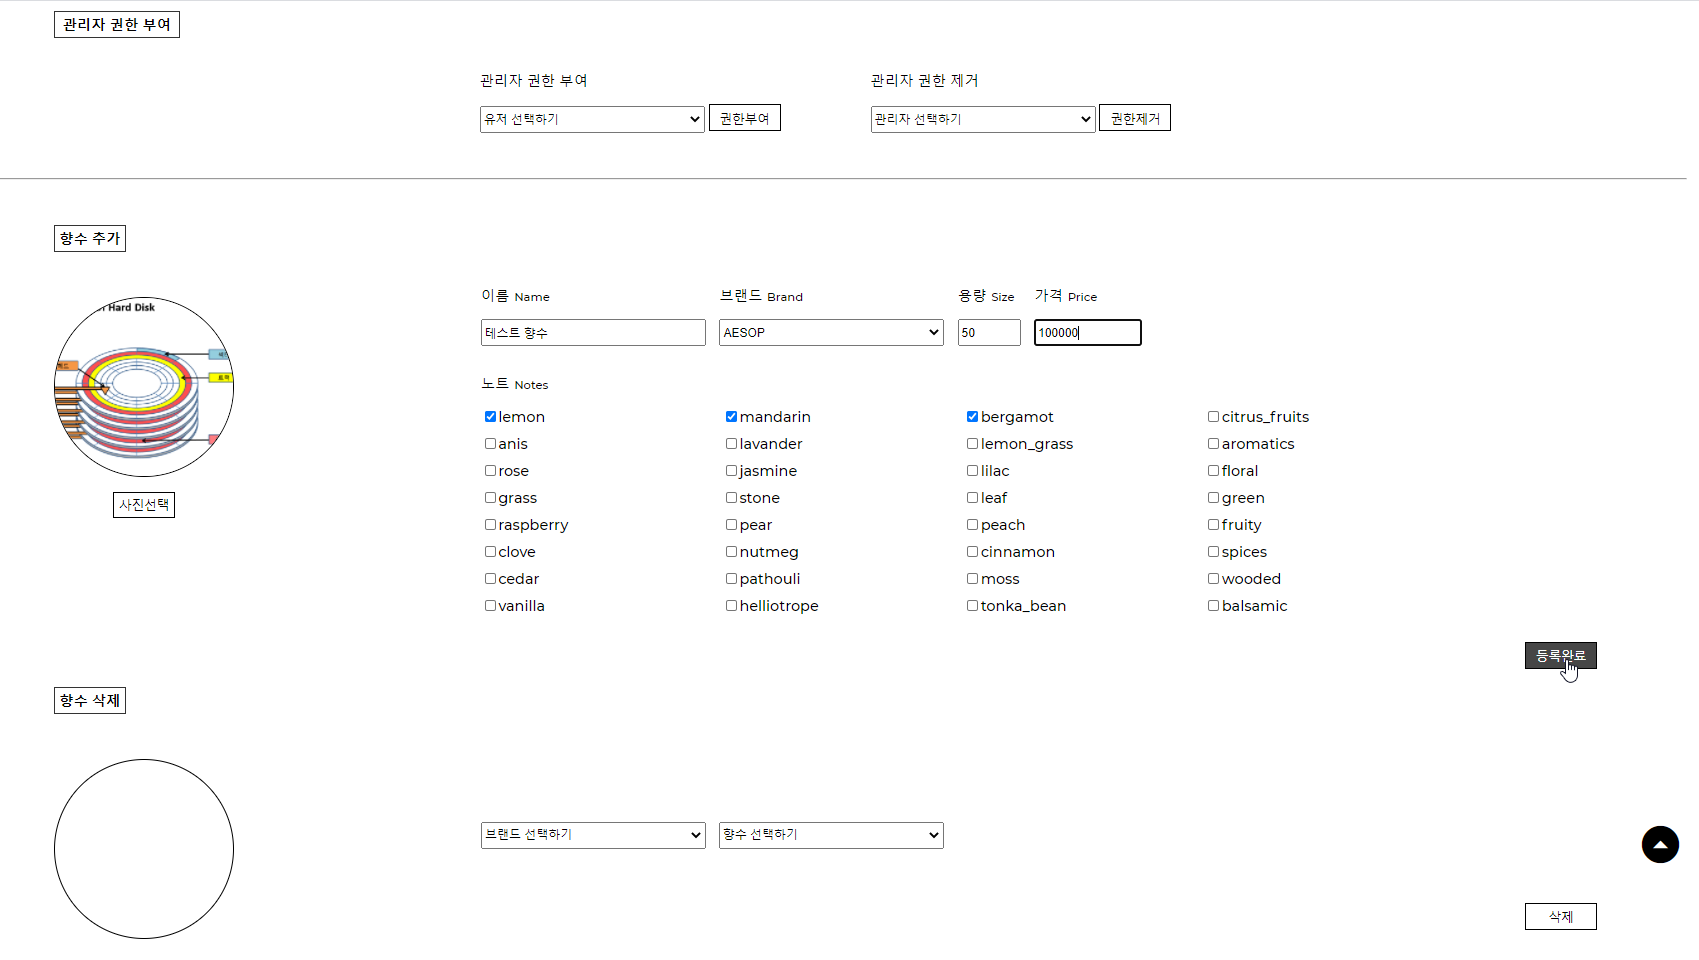 관리자 권한 부여
관리자 권한 부여 관리자 권한 제거
유저 선택하기 권한부여 관리자 선택하기 권한제거
향수 추가
이름 Name 브랜드 Brand 용량 Size 가격 Price
테스트 향수 AESOP 50 100000
Hard Disk
트랙
노트 Notes
lemon mandarin bergamot citrus_fruits
anis lavander lemon_grass aromatics
rose jasmine lilac floral
grass stone leaf green
raspberry pear peach fruity
clove nutmeg cinnamon spices
cedar pathouli moss wooded
vanilla helliotrope tonka_bean balsamic
사진선택
등록완료
향수 삭제
브랜드 선택하기 향수 선택하기
삭제